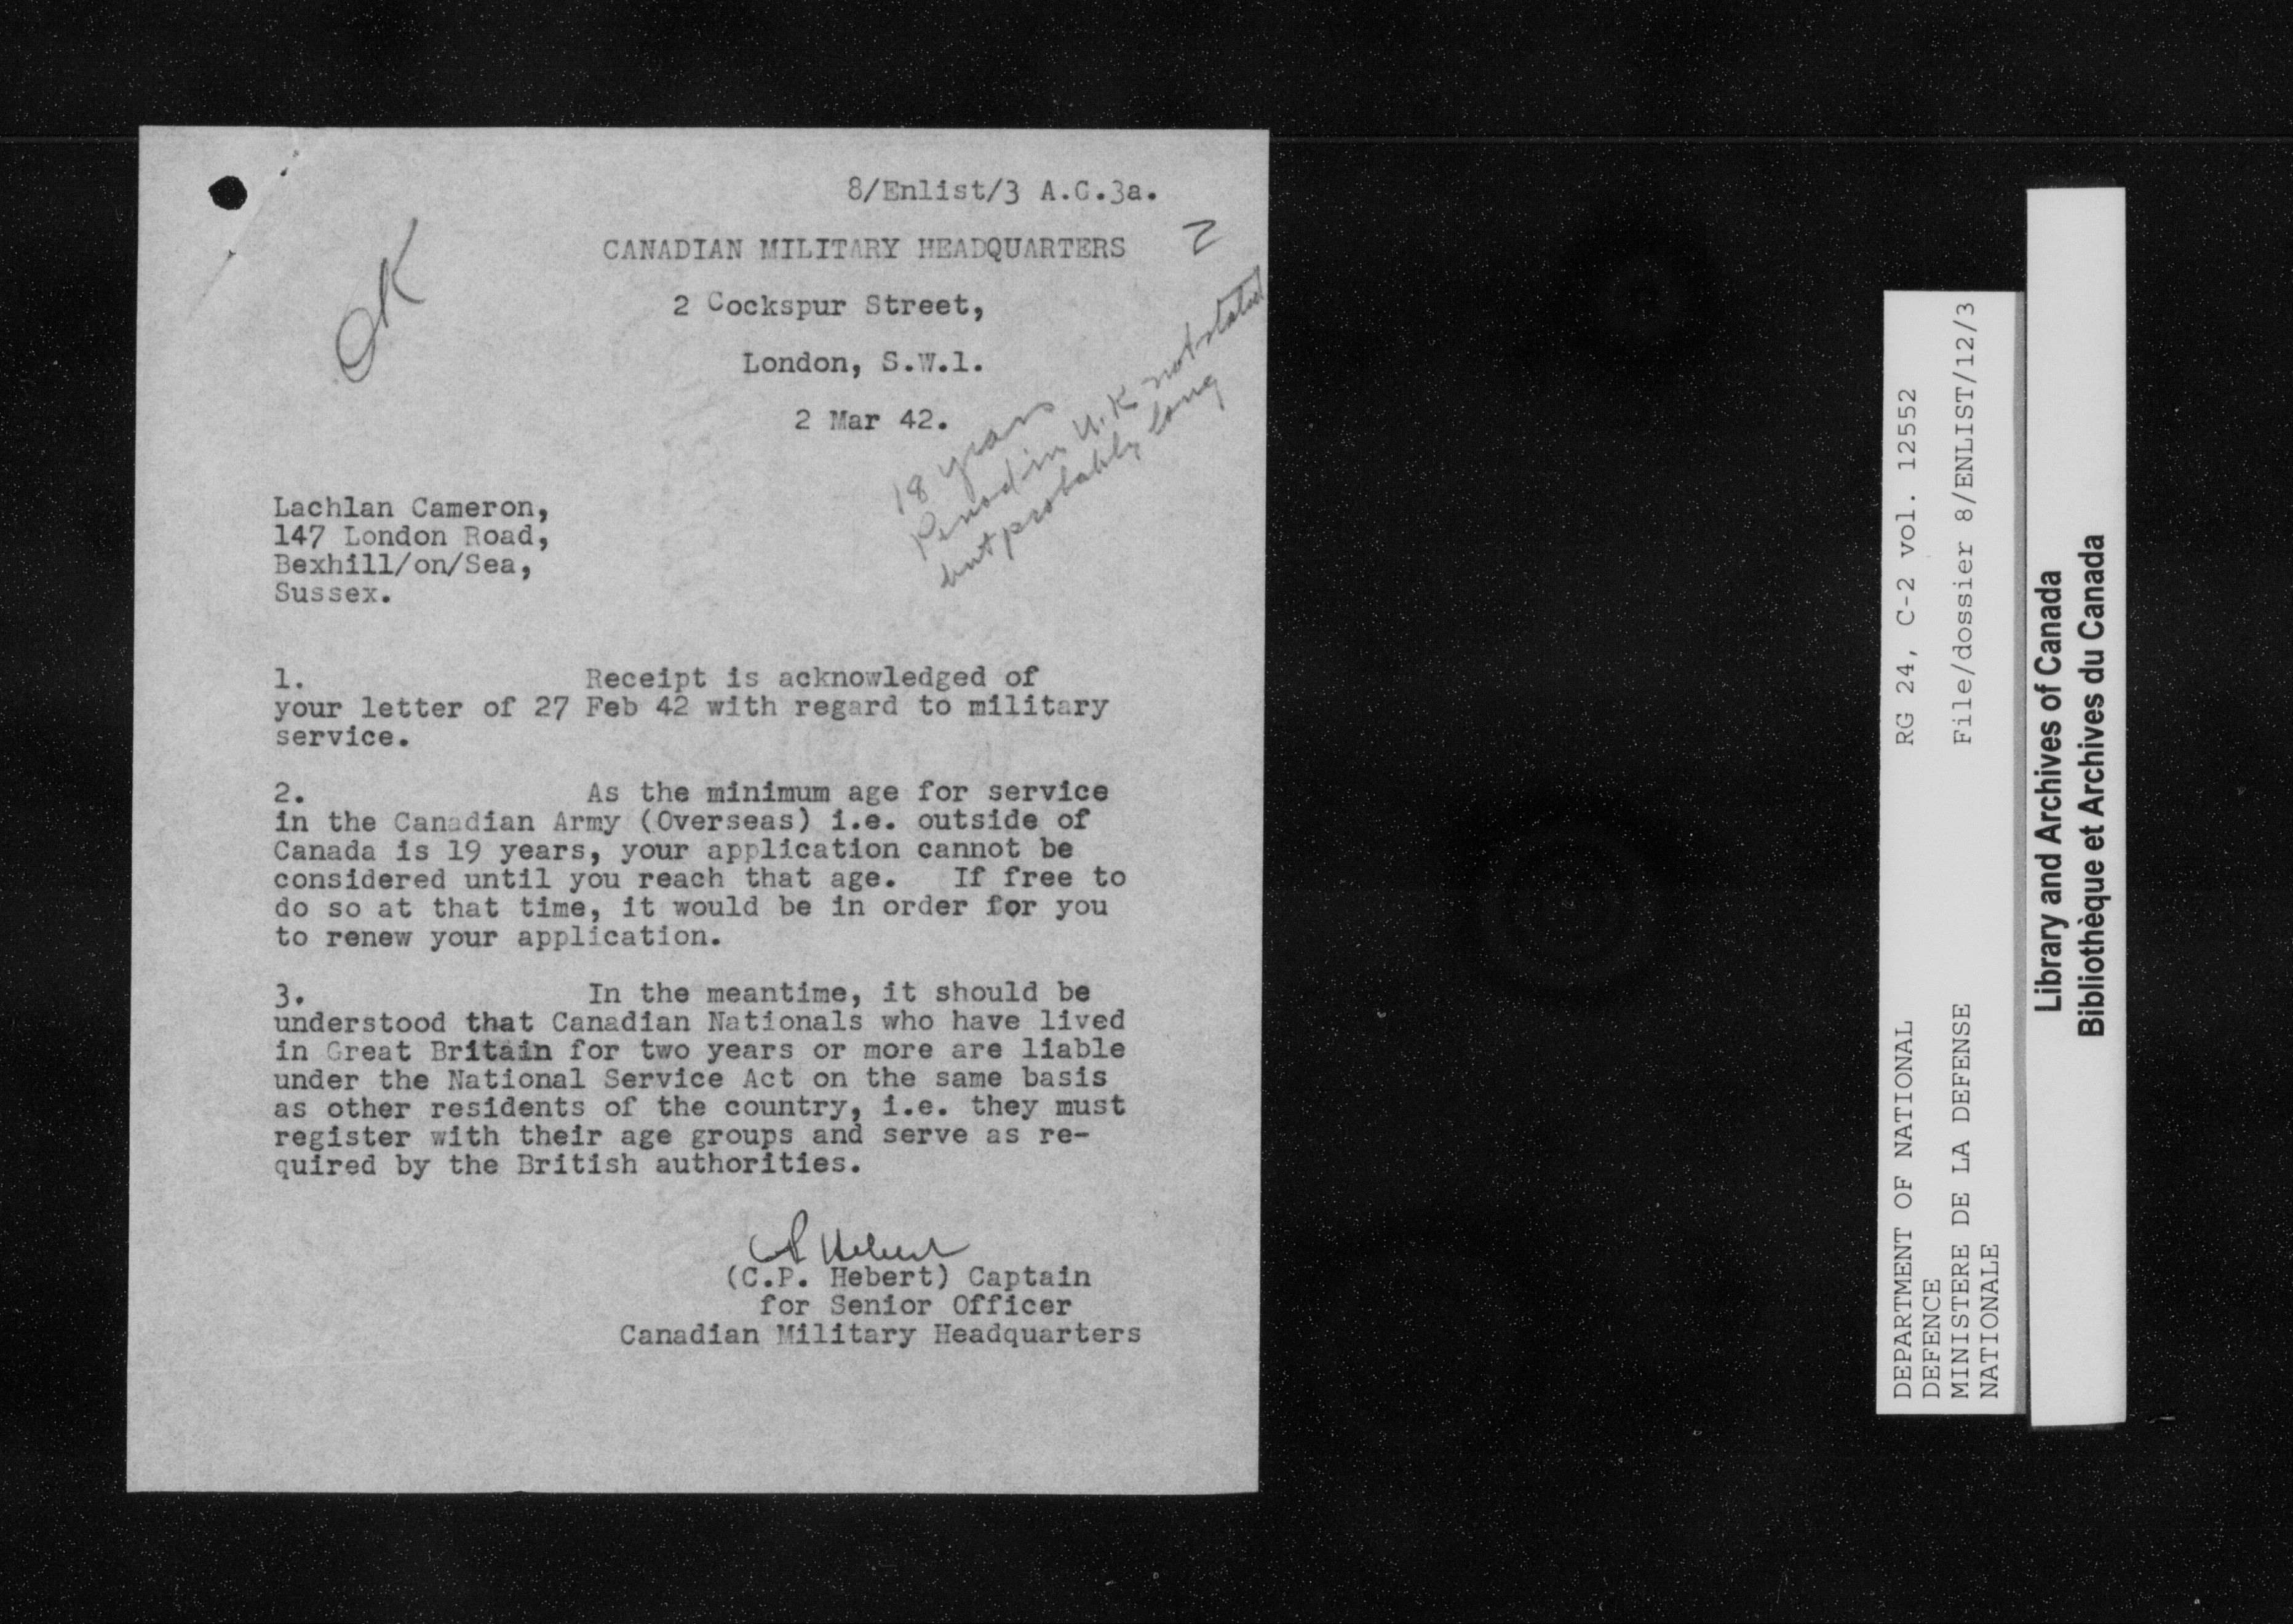 8/Enlist/3 A.C.3a.
2
CANADIAN MILITARY HEADQUARTERS
OK
2 Cockspur Street,
London, S.W.1.
2 Mar 42.
18 years
Period in U.K not stated
but probably long
Lachlan Cameron,
147 London Road,
Bexhill/on/Sea,
Sussex.
1. Receipt is acknowledged of
your letter of 27 Feb 42 with regard to military
service.
2. As the minimum age for service
in the Canadian Army (Overseas) i.e. outside of
Canada is 19 years, your application cannot be
considered until you reach that age. If free to
do so at that time, it would be in order for you
to renew your application.
3. In the meantime, it should be
understood that Canadian Nationals who have lived
in Great Britain for two years or more are liable
under the National Service Act on the same basis
as other residents of the country, i.e. they must
register with their age groups and serve as re-
quired by the British authorities.
CP Hebert
(C.P. Hebert) Captain
for Senior Officer
Canadian Military Headquarters
DEPARTMENT OF NATIONAL
DEFENCE
MINISTERE DE LA DEFENSE
NATIONALE
RG 24, C-2 vol. 12552
File/dossier 8/ENLIST/12/3
Library and Archives of Canada
Bibliothèque et Archives du Canada